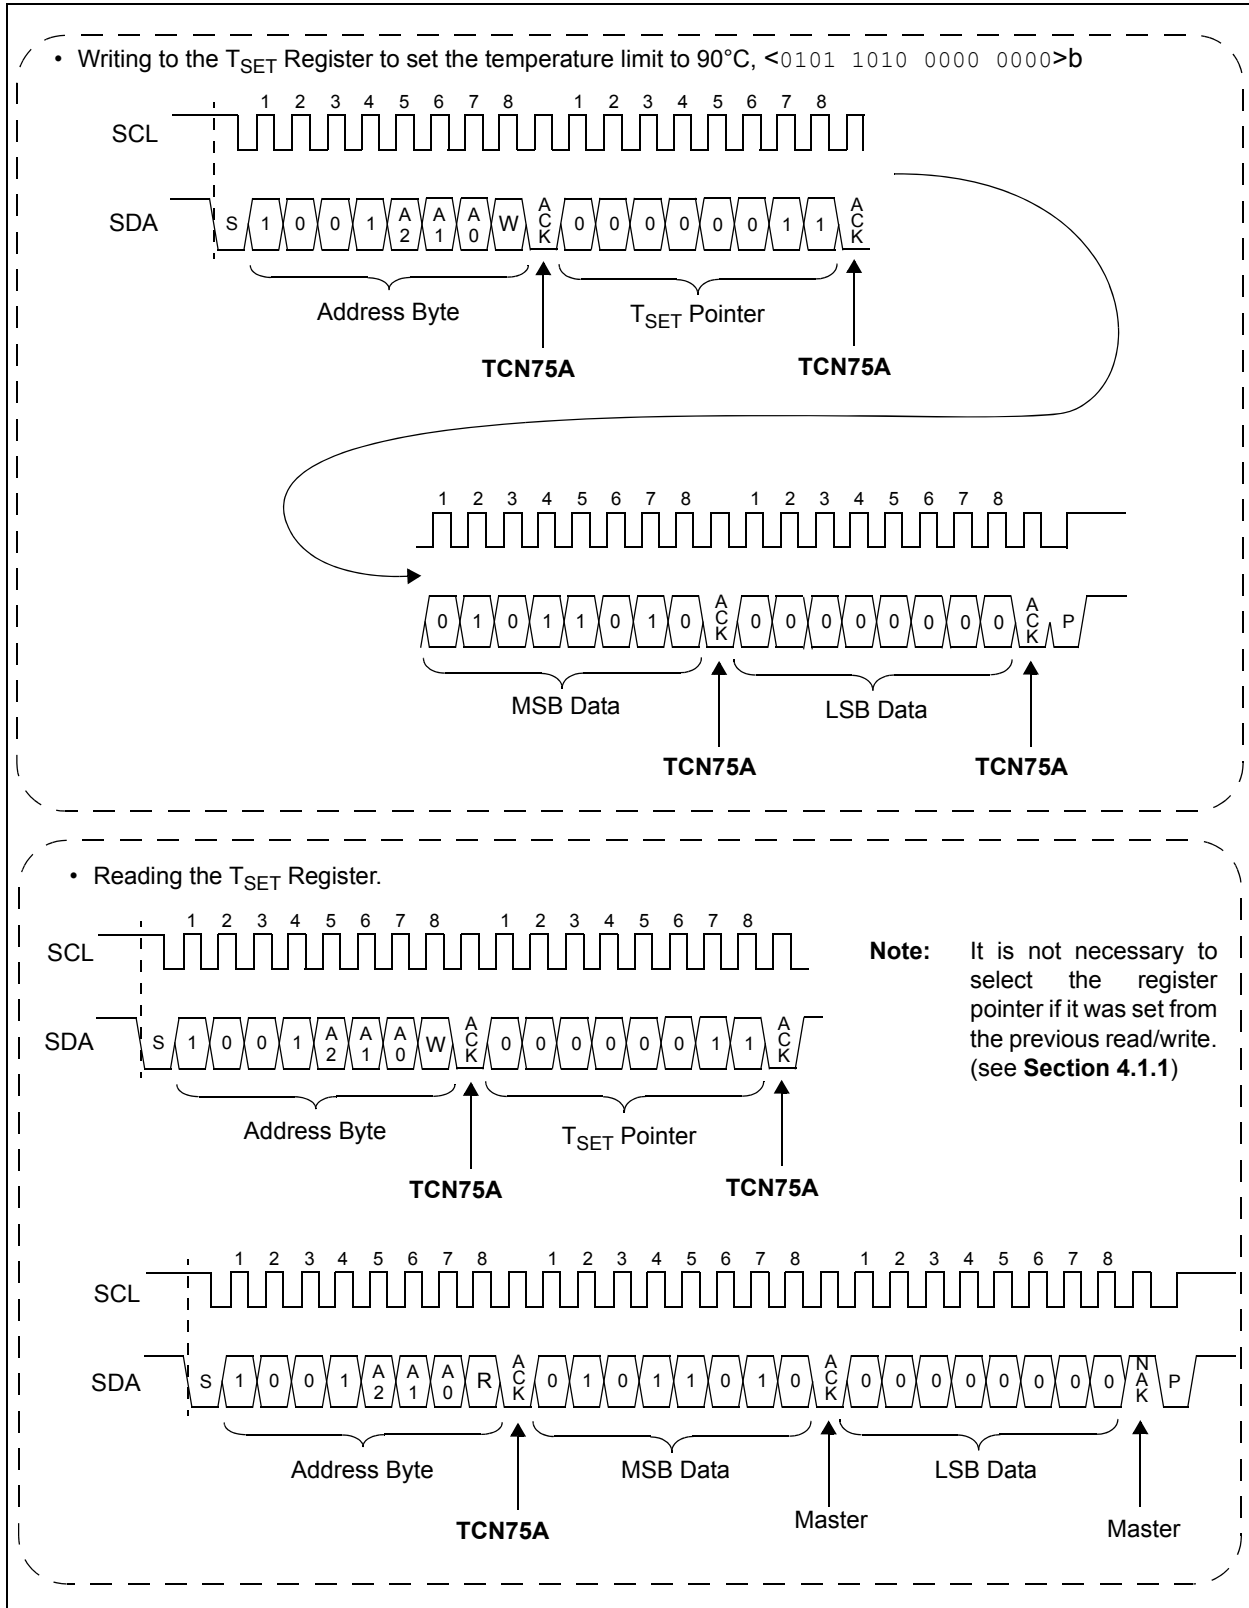 • Writing to the TSET Register to set the temperature limit to 90°C, <0101 1010 0000 0000>b
1 2 3 4 5 6 7 8 1 2 3 4 5 6 7 8
SCL
SDA S 1 0 0 1 A2 A1 A0 W ACK 0 0 0 0 0 0 1 1 ACK
Address Byte TSET Pointer
TCN75A TCN75A
1 2 3 4 5 6 7 8 1 2 3 4 5 6 7 8
0 1 0 1 1 0 1 0 ACK 0 0 0 0 0 0 0 0 ACK P
MSB Data LSB Data
TCN75A TCN75A
• Reading the TSET Register.
1 2 3 4 5 6 7 8 1 2 3 4 5 6 7 8
SCL
SDA S 1 0 0 1 A2 A1 A0 W ACK 0 0 0 0 0 0 1 1 ACK
Address Byte TSET Pointer
TCN75A TCN75A
Note: It is not necessary to
select the register
pointer if it was set from
the previous read/write.
(see Section 4.1.1)
1 2 3 4 5 6 7 8 1 2 3 4 5 6 7 8 1 2 3 4 5 6 7 8
SCL
SDA S 1 0 0 1 A2 A1 A0 R ACK 0 1 0 1 1 0 1 0 ACK 0 0 0 0 0 0 0 0 NAK P
Address Byte MSB Data LSB Data
TCN75A Master Master